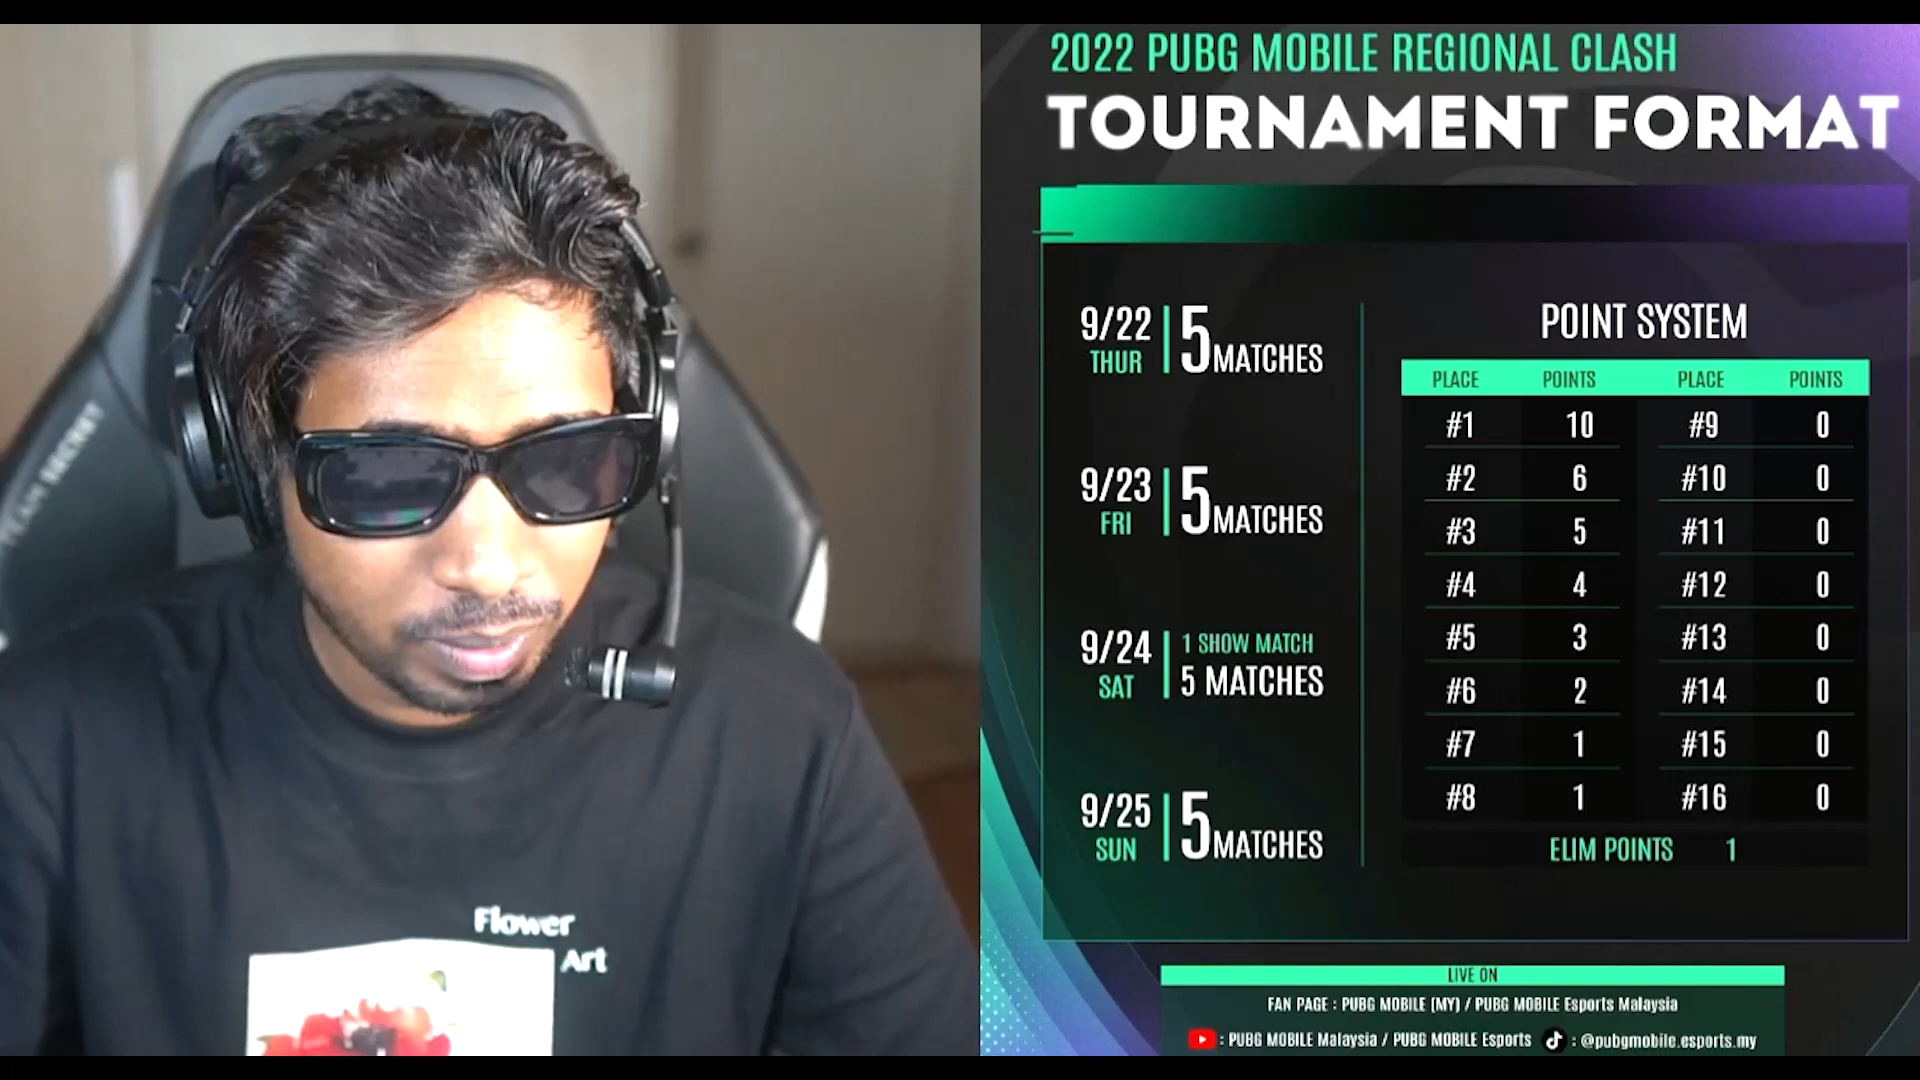 TEAM SECRET
Flower
Art
2022 PUBG MOBILE REGIONAL CLASH
TOURNAMENT FORMAT
9/22
THUR
5 MATCHES
9/23
FRI
5 MATCHES
9/24
SAT
1 SHOW MATCH
5 MATCHES
9/25
SUN
5 MATCHES
POINT SYSTEM
PLACE POINTS PLACE POINTS
#1 10 #9 0
#2 6 #10 0
#3 5 #11 0
#4 4 #12 0
#5 3 #13 0
#6 2 #14 0
#7 1 #15 0
#8 1 #16 0
ELIM POINTS 1
LIVE ON
FAN PAGE : PUBG MOBILE (MY) / PUBG MOBILE Esports Malaysia
: PUBG MOBILE Malaysia / PUBG MOBILE Esports : @pubgmobile.esports.my